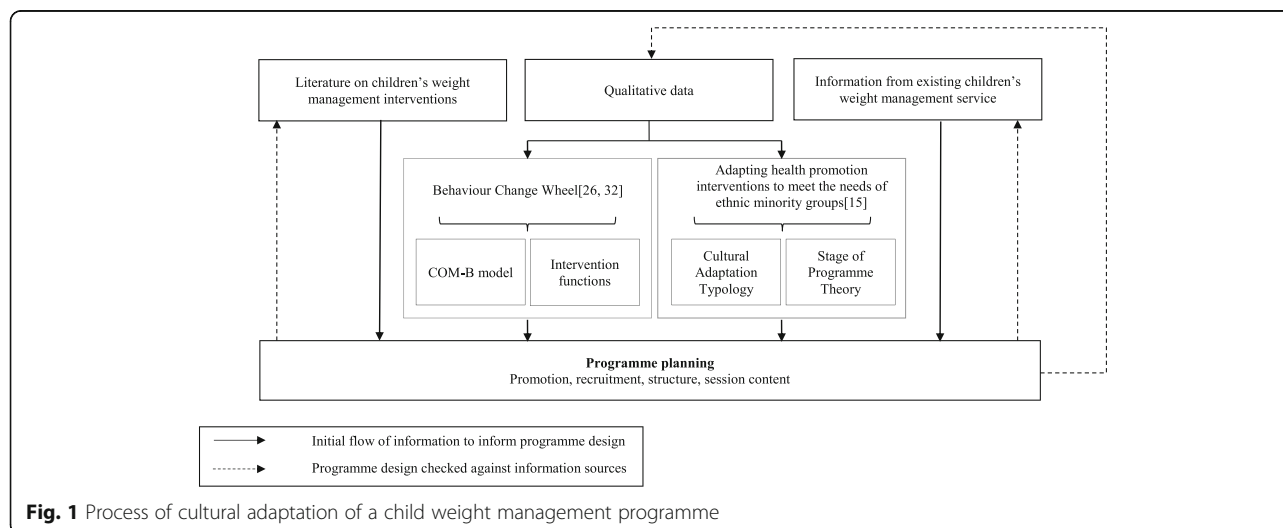 Literature on children's weight
management interventions
Qualitative data
Information from existing children's
weight management service
Behaviour Change Wheel[26, 32]
COM-B model
Intervention
functions
Adapting health promotion
interventions to meet the needs of
ethnic minority groups[15]
Cultural
Adaptation
Typology
Stage of
Programme
Theory
Programme planning
Promotion, recruitment, structure, session content
Initial flow of information to inform programme design
Programme design checked against information sources
Fig. 1 Process of cultural adaptation of a child weight management programme